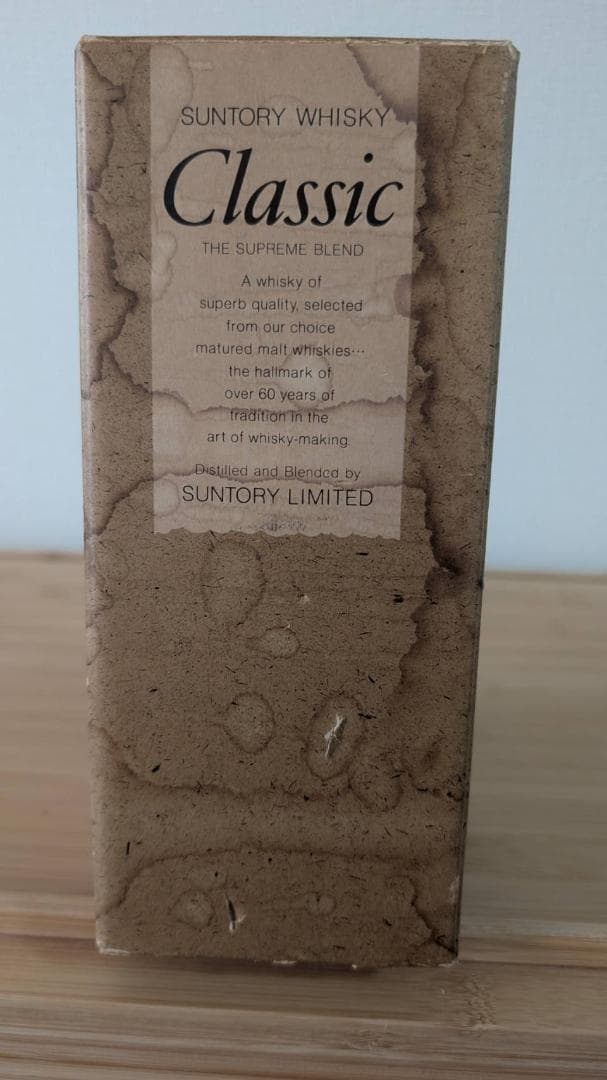 SUNTORY WHISKY
Classic
THE SUPREME BLEND
A whisky of
superb quality, selected
from our choice
matured malt whiskies…
the hallmark of
over 60 years of
tradition in the
art of whisky-making
Distilled and Blended by
SUNTORY LIMITED